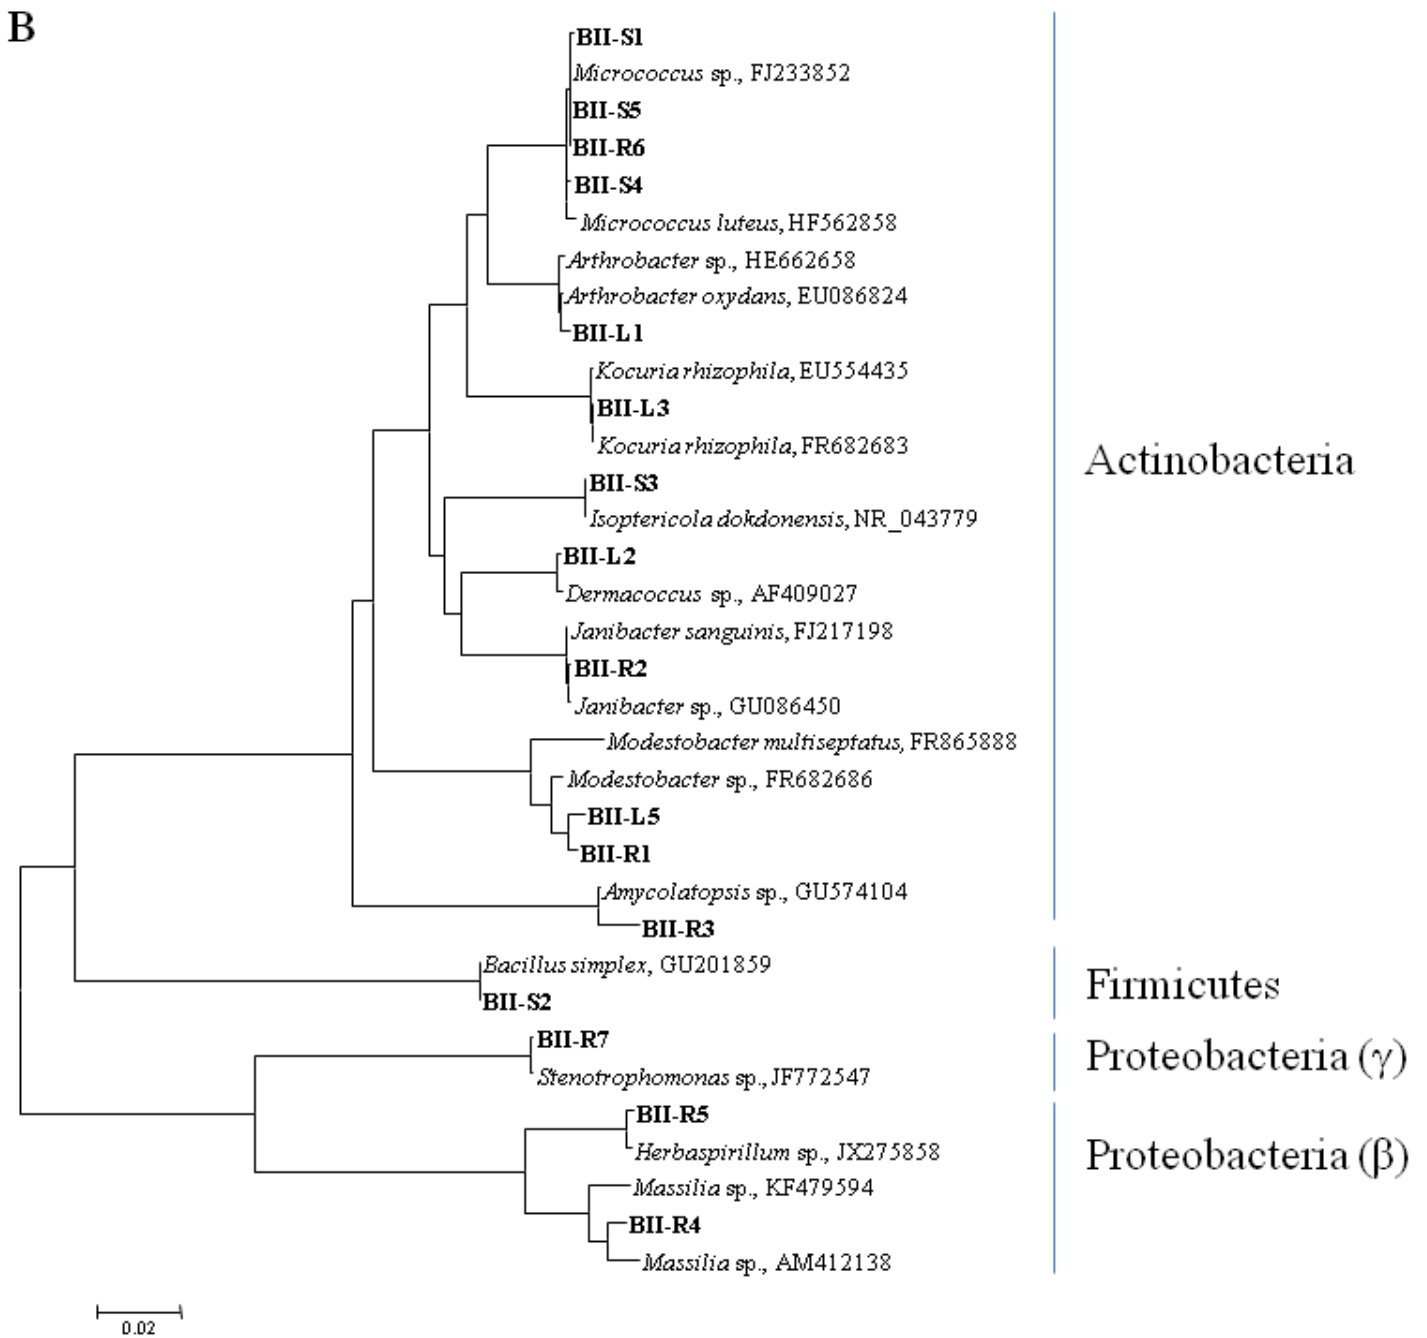 B
BII-S1
Micrococcus sp., FJ233852
BII-S5
BII-R6
BII-S4
Micrococcus luteus, HF562858
Arthrobacter sp., HE662658
Arthrobacter oxydans, EU086824
BII-L1
Kocuria rhizophila, EU554435
BII-L3
Kocuria rhizophila, FR682683
Actinobacteria
BII-S3
Isoptericola dokdonensis, NR_043779
BII-L2
Dermacoccus sp., AF409027
Janibacter sanguinis, FJ217198
BII-R2
Janibacter sp., GU086450
Modestobacter multiseptatus, FR865888
Modestobacter sp., FR682686
BII-L5
BII-R1
Amycolatopsis sp., GU574104
BII-R3
Bacillus simplex, GU201859
Firmicutes
BII-S2
BII-R7
Proteobacteria (γ)
Stenotrophomonas sp., JF772547
BII-R5
Herbaspirillum sp., JX275858
Proteobacteria (β)
Massilia sp., KF479594
BII-R4
Massilia sp., AM412138
0.02